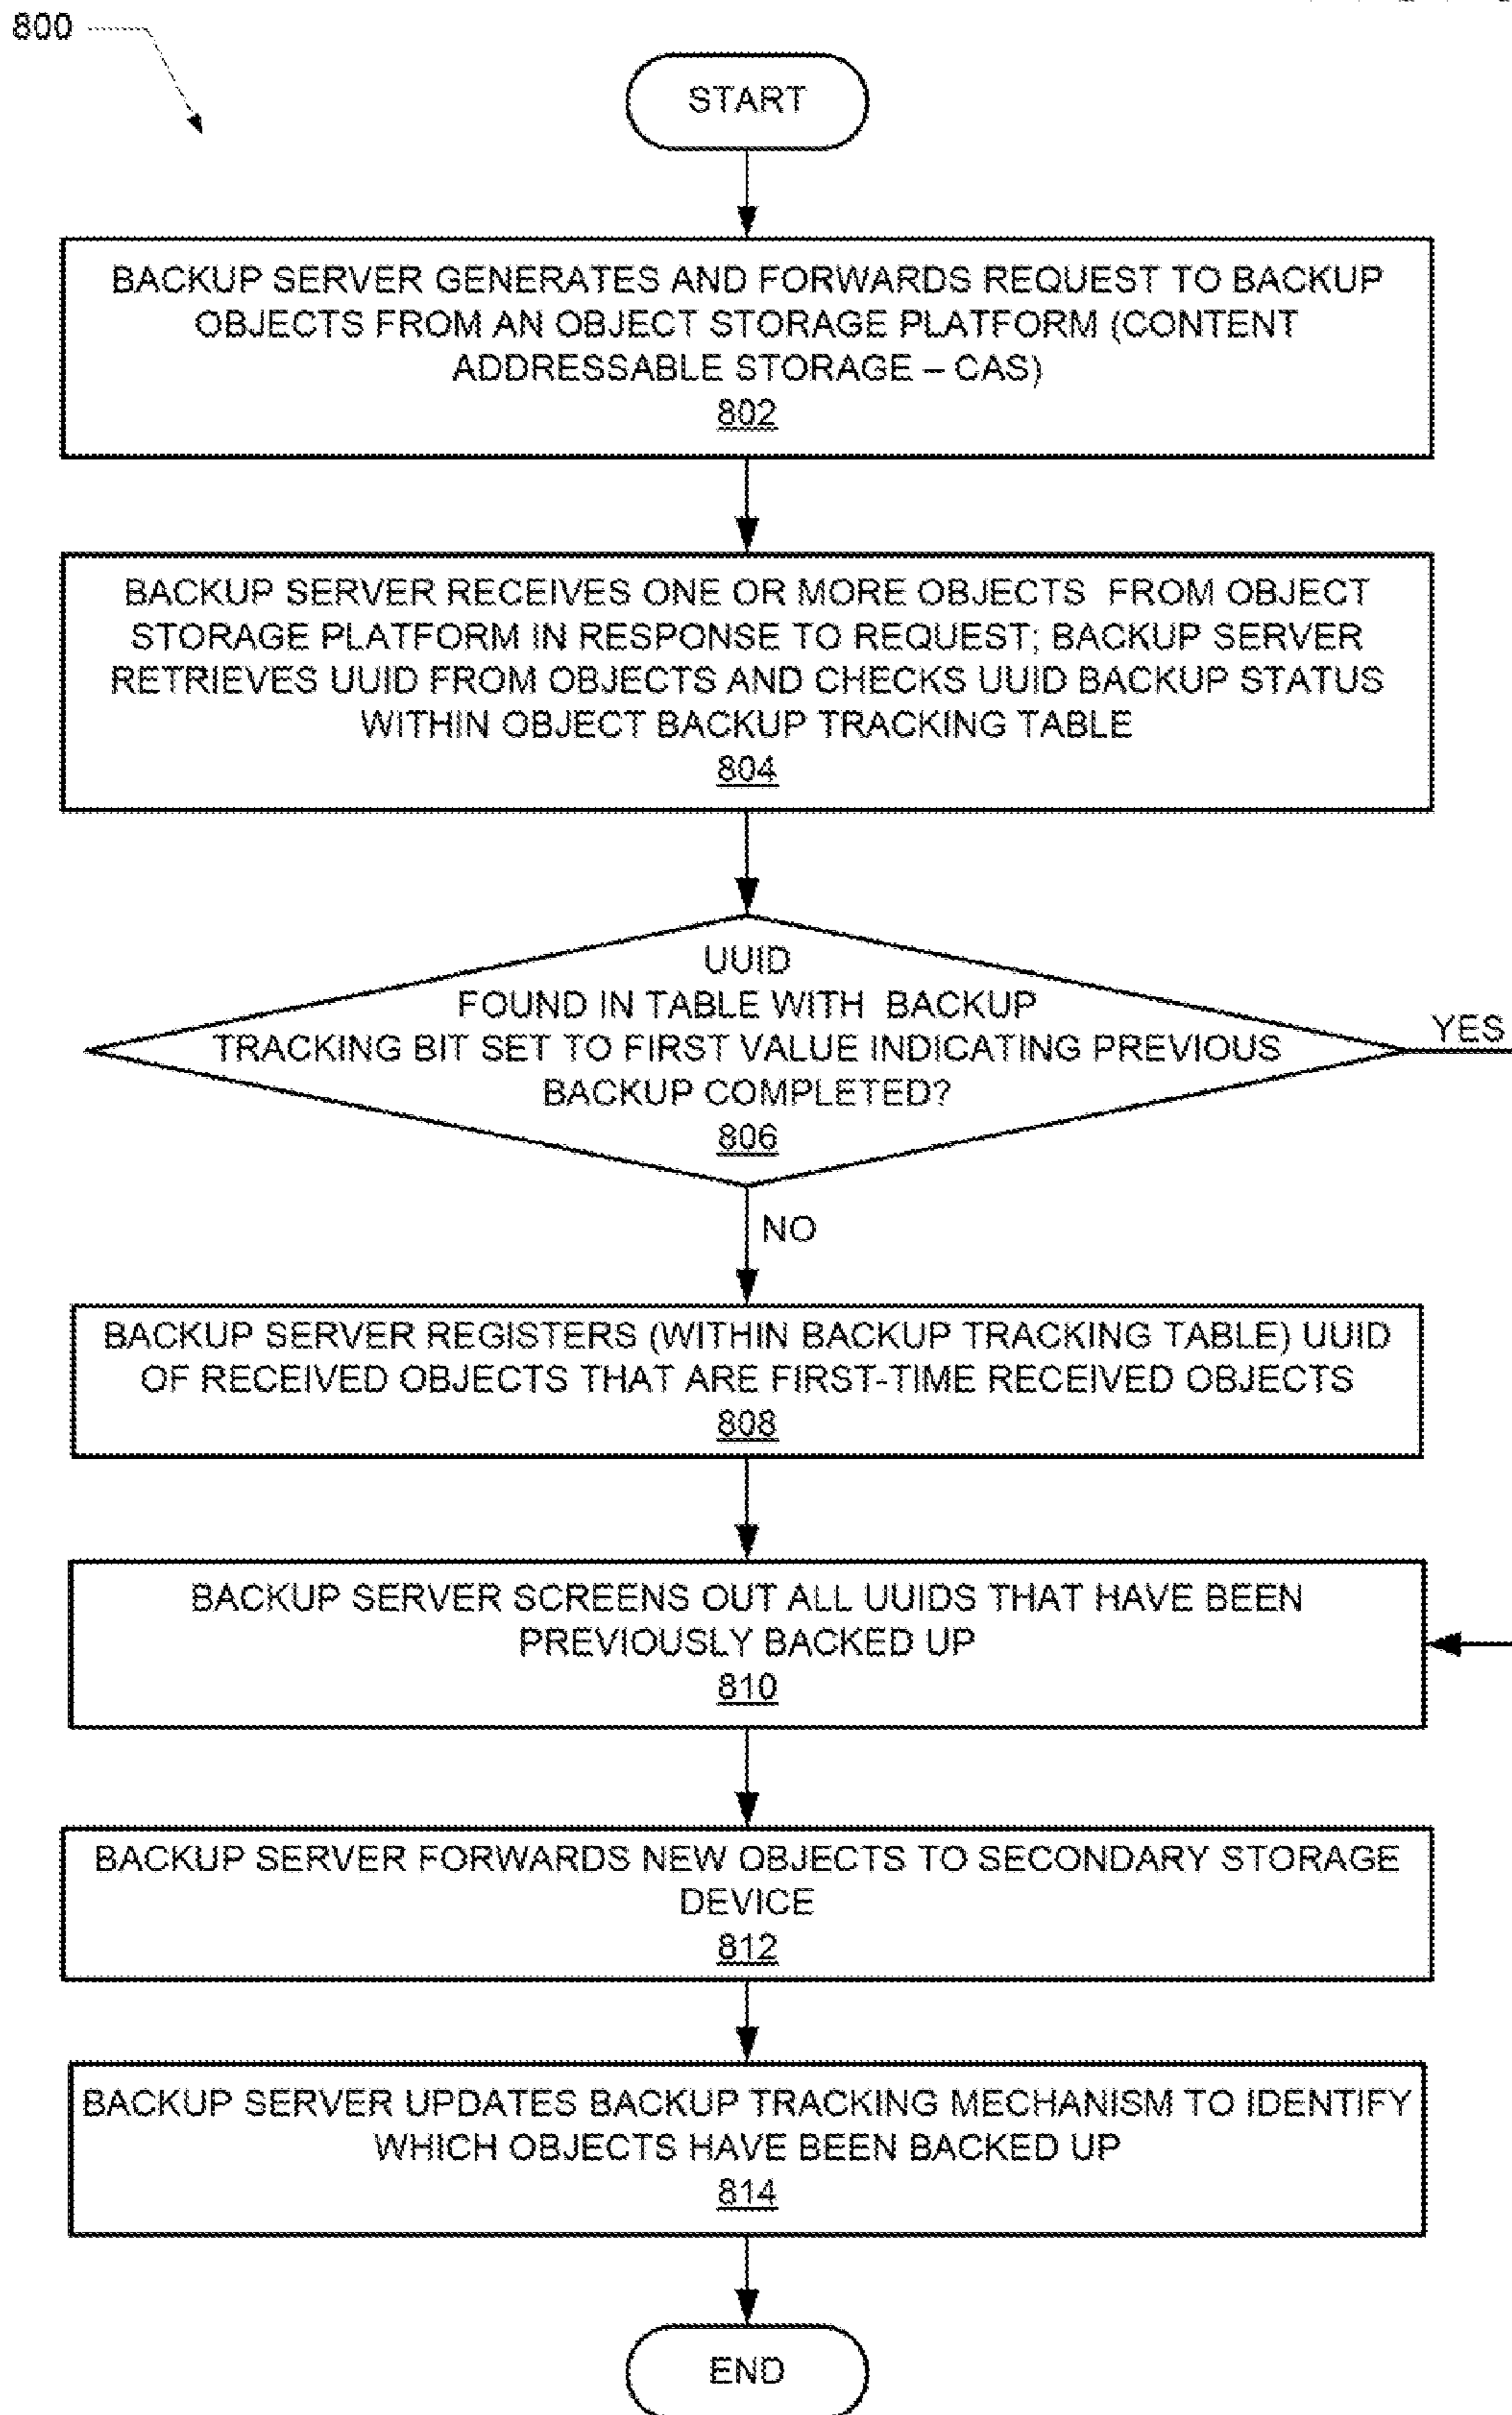 800
START
BACKUP SERVER GENERATES AND FORWARDS REQUEST TO BACKUP
OBJECTS FROM AN OBJECT STORAGE PLATFORM (CONTENT
ADDRESSABLE STORAGE – CAS)
802
BACKUP SERVER RECEIVES ONE OR MORE OBJECTS FROM OBJECT
STORAGE PLATFORM IN RESPONSE TO REQUEST; BACKUP SERVER
RETRIEVES UUID FROM OBJECTS AND CHECKS UUID BACKUP STATUS
WITHIN OBJECT BACKUP TRACKING TABLE
804
UUID
FOUND IN TABLE WITH BACKUP
TRACKING BIT SET TO FIRST VALUE INDICATING PREVIOUS
BACKUP COMPLETED?
806
YES
NO
BACKUP SERVER REGISTERS (WITHIN BACKUP TRACKING TABLE) UUID
OF RECEIVED OBJECTS THAT ARE FIRST-TIME RECEIVED OBJECTS
808
BACKUP SERVER SCREENS OUT ALL UUIDS THAT HAVE BEEN
PREVIOUSLY BACKED UP
810
BACKUP SERVER FORWARDS NEW OBJECTS TO SECONDARY STORAGE
DEVICE
812
BACKUP SERVER UPDATES BACKUP TRACKING MECHANISM TO IDENTIFY
WHICH OBJECTS HAVE BEEN BACKED UP
814
END